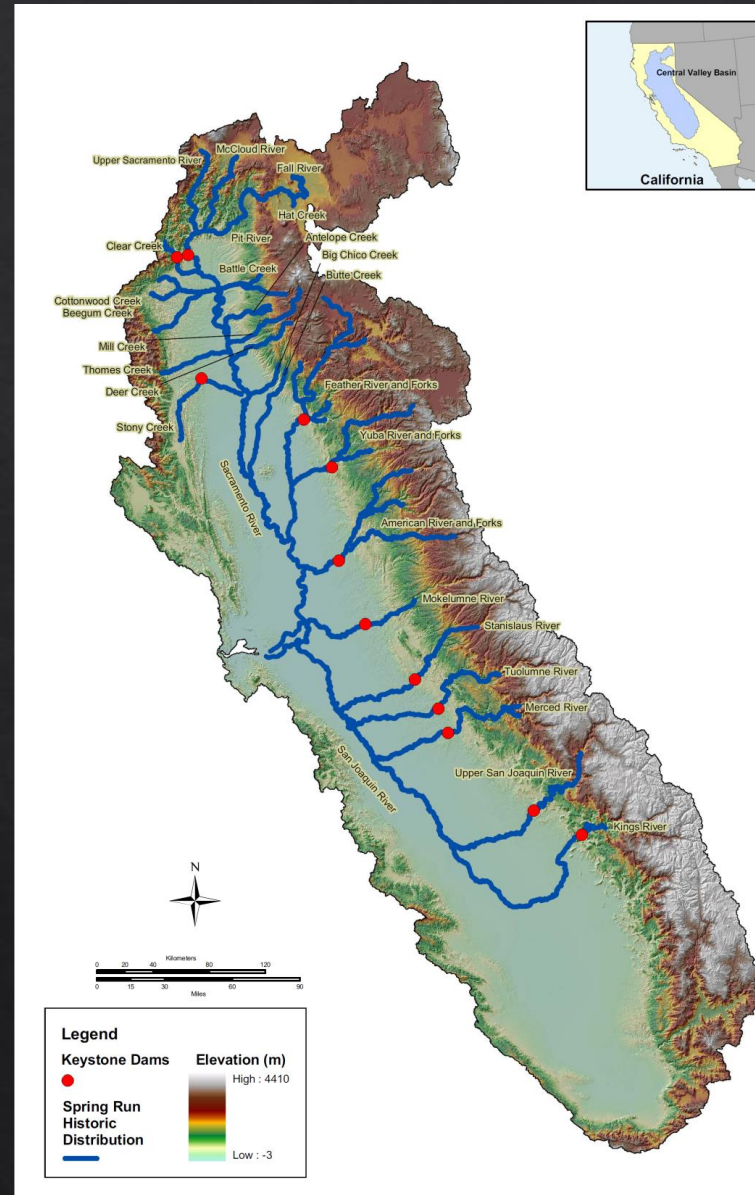 Central Valley Basin
California
McCloud River
Upper Sacramento River
Fall River
Hat Creek
Pit River
Antelope Creek
Clear Creek
Big Chico Creek
Battle Creek
Butte Creek
Cottonwood Creek
Beegum Creek
Mill Creek
Thomes Creek
Deer Creek
Feather River and Forks
Stony Creek
Yuba River and Forks
Sacramento River
American River and Forks
Mokelumne River
Stanislaus River
Tuolumne River
Merced River
San Joaquin River
Upper San Joaquin River
Kings River
N
Kilometers
0 20 40 80 120
0 15 30 60 90
Miles
Legend
Keystone Dams
Spring Run
Historic
Distribution
Elevation (m)
High : 4410
Low : -3